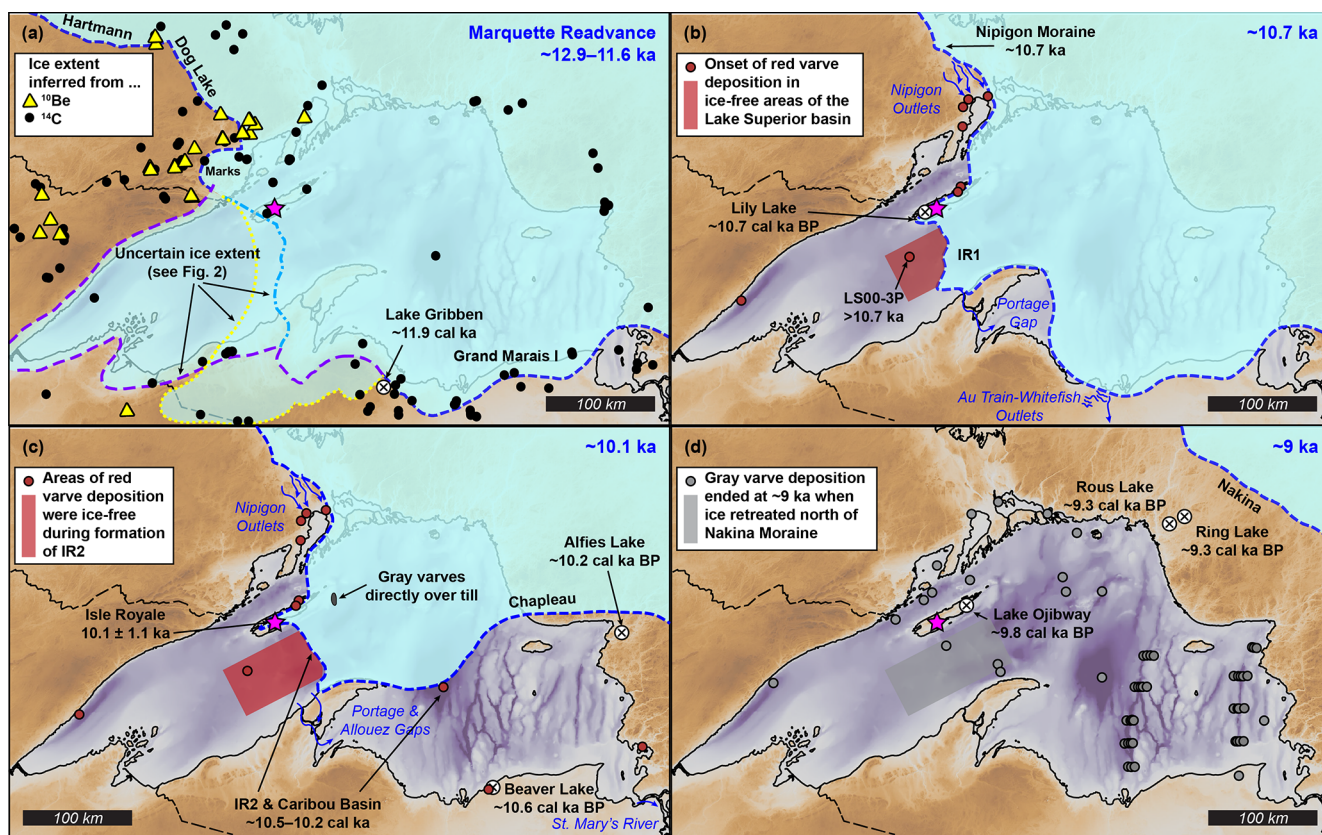 (a)
Hartmann
Dog Lake
Marquette Readvance
~12.9–11.6 ka
Ice extent
inferred from ...
¹⁰Be
¹⁴C
Marks
Uncertain ice extent
(see Fig. 2)
Lake Gribben
~11.9 cal ka
Grand Marais I
100 km
(b)
~10.7 ka
Nipigon Moraine
~10.7 ka
Onset of red varve
deposition in
ice-free areas of the
Lake Superior basin
Nipigon
Outlets
Lily Lake
~10.7 cal ka BP
IR1
LS00-3P
>10.7 ka
Portage
Gap
Au Train-Whitefish
Outlets
100 km
(c)
~10.1 ka
Areas of red
varve deposition
were ice-free
during formation
of IR2
Nipigon
Outlets
Alfies Lake
~10.2 cal ka BP
Gray varves
directly over till
Chapleau
Isle Royale
10.1 ± 1.1 ka
Portage &
Allouez Gaps
IR2 & Caribou Basin
~10.5–10.2 cal ka
Beaver Lake
~10.6 cal ka BP
St. Mary's River
100 km
(d)
~9 ka
Gray varve deposition
ended at ~9 ka when
ice retreated north of
Nakina Moraine
Rous Lake
~9.3 cal ka BP
Nakina
Ring Lake
~9.3 cal ka BP
Lake Ojibway
~9.8 cal ka BP
100 km